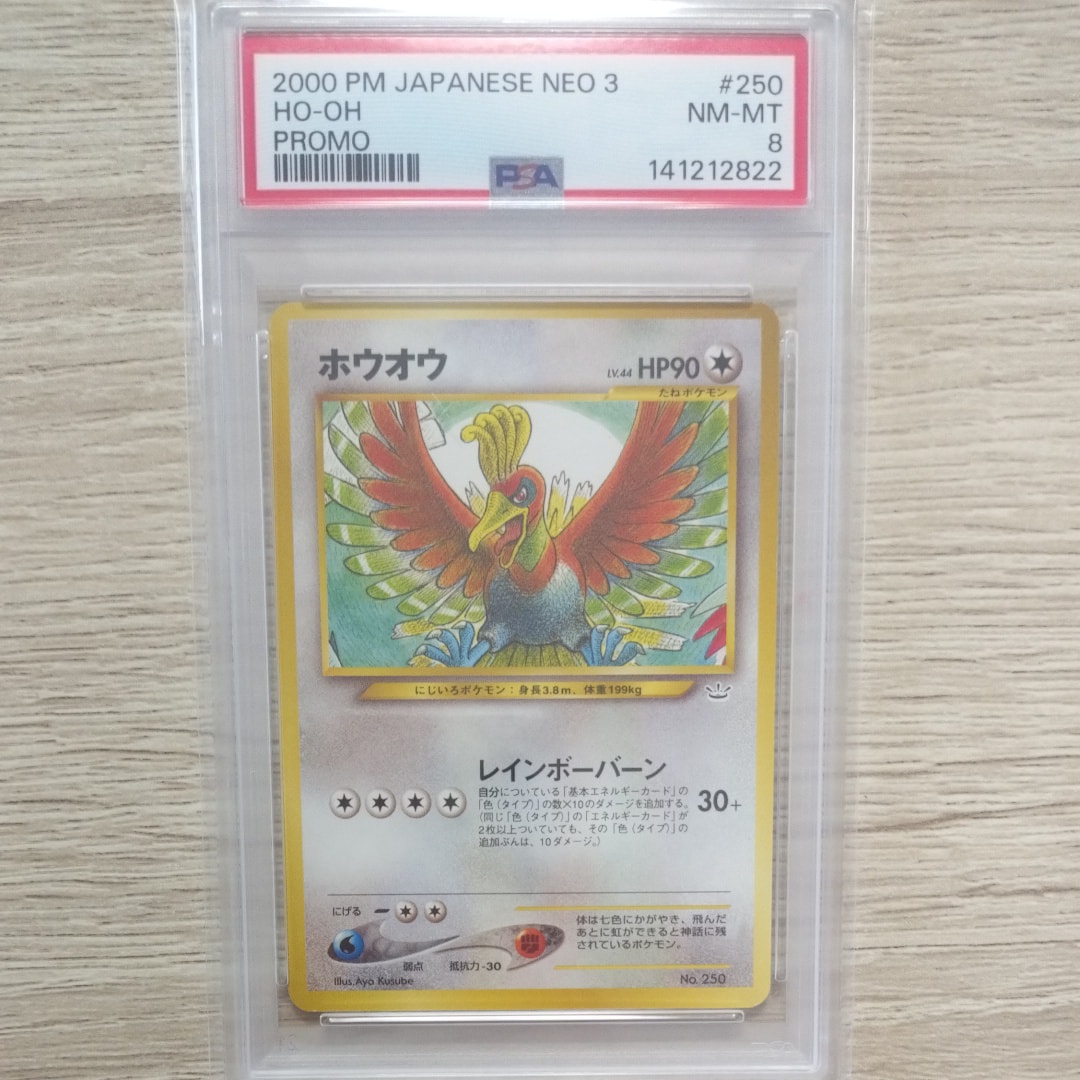 2000 PM JAPANESE NEO 3 #250
HO-OH NM-MT
PROMO 8
PSA 141212822
ホウオウ LV.44 HP90
たねポケモン
にじいろポケモン：身長3.8m、体重199kg
レインボーバーン
自分についている「基本エネルギーカード」の
「色（タイプ）」の数×10のダメージを追加する。
（同じ「色（タイプ）」の「エネルギーカード」が
2枚以上ついていても、その「色（タイプ）」の
追加ぶんは、10ダメージ。）
30+
にげる
体は七色にかがやき、飛んだ
あとに虹ができると神話に残
されているポケモン。
弱点 抵抗力-30
Illus.Ayo Kusube No. 250